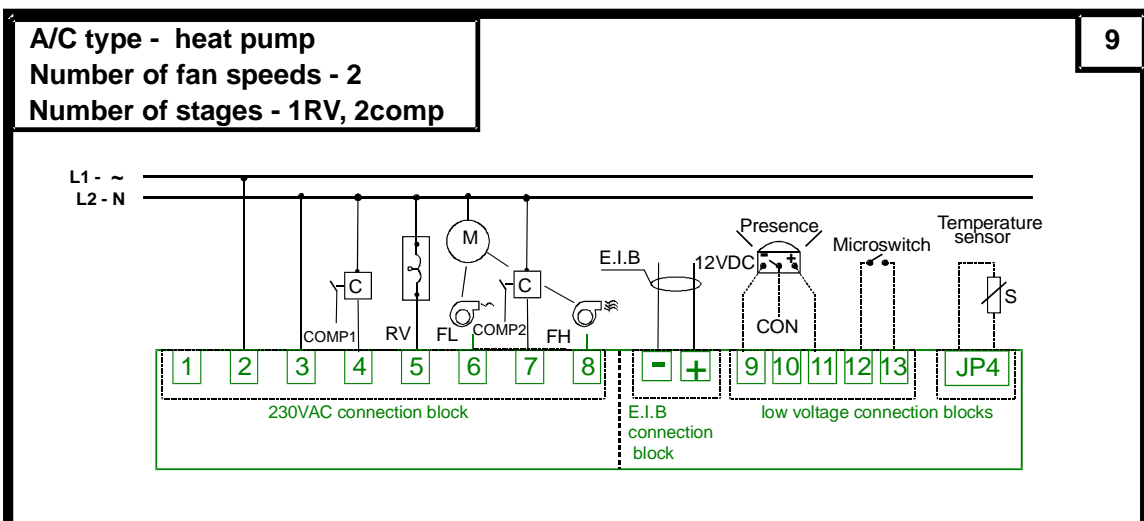 A/C type - heat pump
Number of fan speeds - 2
Number of stages - 1RV, 2comp
9
L1 - ~
L2 - N
M
C
C
COMP1
RV
FL
COMP2
FH
E.I.B
12VDC
Presence
- +
CON
Microswitch
Temperature
sensor
S
1 2 3 4 5 6 7 8 - + 9 10 11 12 13 JP4
230VAC connection block
E.I.B
connection
block
low voltage connection blocks